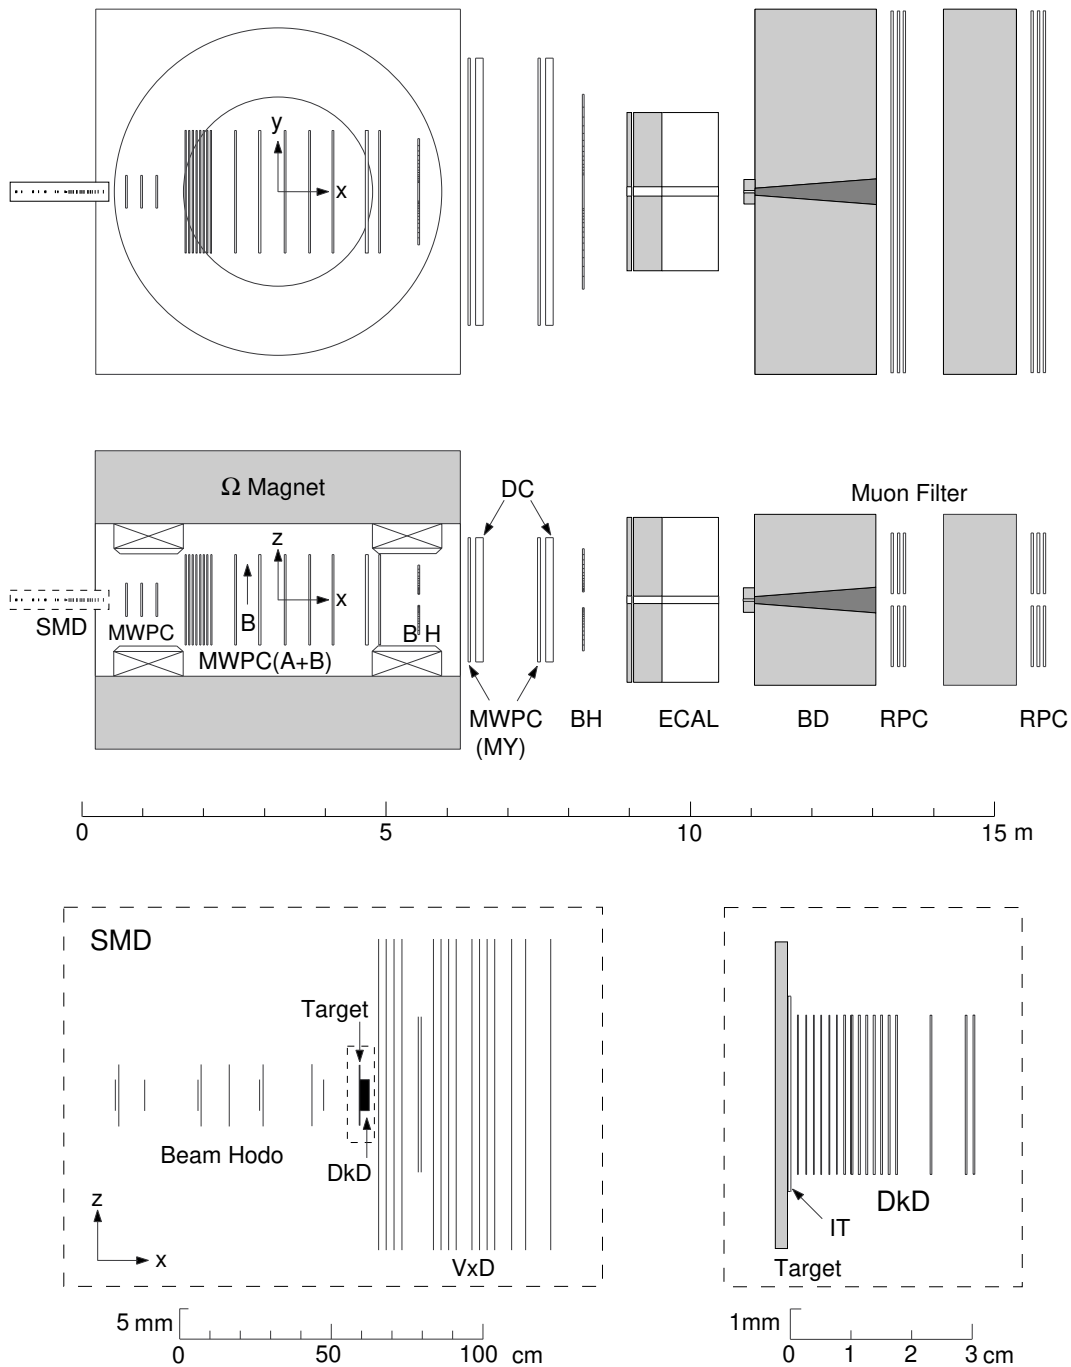 y
x
Ω Magnet
DC
Muon Filter
z
x
B
SMD
MWPC
B H
MWPC(A+B)
MWPC
(MY)
BH
ECAL
BD
RPC
RPC
0
5
10
15 m
SMD
Target
Beam Hodo
DkD
z
x
VxD
DkD
IT
Target
5 mm
0
50
100
cm
1mm
0
1
2
3 cm